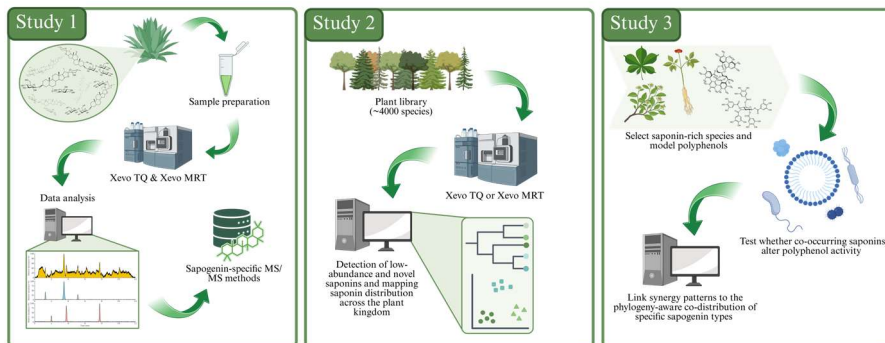 Study 1
Sample preparation
Xevo TQ & Xevo MRT
Data analysis
Sapogenin-specific MS/
MS methods
Study 2
Plant library
(~4000 species)
Xevo TQ or Xevo MRT
Detection of low-
abundance and novel
saponins and mapping
saponin distribution
across the plant
kingdom
Study 3
Select saponin-rich species and
model polyphenols
Test whether co-occurring saponins
alter polyphenol activity
Link synergy patterns to the
phylogeny-aware co-distribution of
specific sapogenin types